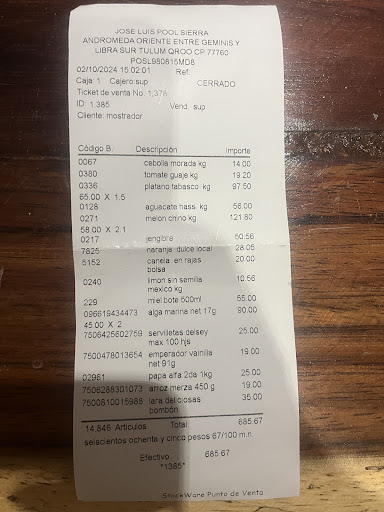 JOSE LUIS POOL SIERRA
ANDROMEDA ORIENTE ENTRE GEMINIS Y
LIBRA SUR TULUM QROO CP 77760
POSL980815MD8
02/10/2024 15:02:01 Ref.
Caja: 1 Cajero:sup CERRADO
Ticket de venta No. 1,378
ID: 1,385 Vend: sup
Cliente: mostrador
Código B. Descripción Importe
0067 cebolla morada kg 14.00
0380 tomate guaje kg 19.20
0336 platano tabasco kg 97.50
65.00 X 1.5
0128 aguacate hass kg 56.00
0271 melon chino kg 121.80
58.00 X 2.1
0217 jengibre 50.56
7825 naranja dulce local 28.05
5152 canela en rajas 20.00
bolsa
0240 limon sin semilla 10.56
mexico kg
229 miel bote 500ml 55.00
096619434473 alga marina net 17g 90.00
45.00 X 2
7506425602759 servilletas delsey 25.00
max 100 hjs
7500478013654 emperador vainilla 19.00
net 91g
02961 papa alfa 2da 1kg 25.00
7506288301073 arroz merza 450 g 19.00
7500810015988 lara deliciosas 35.00
bombón
14.846 Articulos Total 685.67
seiscientos ochenta y cinco pesos 67/100 m.n.
Efectivo 685.67
*1385*
StockWare Punto de Venta